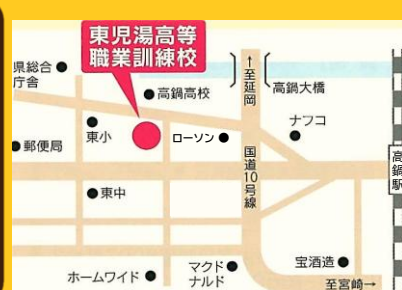 東児湯高等
職業訓練校
県総合
庁舎
高鍋高校
↑至延岡
高鍋大橋
東小
ローソン
ナフコ
郵便局
国道10号線
高鍋駅
東中
ホームワイド
マクド
ナルド
宝酒造
至宮崎→